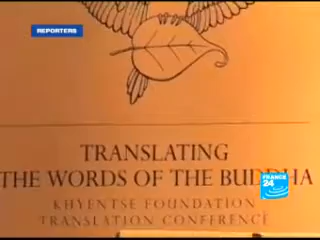 REPORTERS
TRANSLATING
THE WORDS OF THE BUDDHA
KHYENTSE FOUNDATION
TRANSLATION CONFERENCE
FRANCE
24